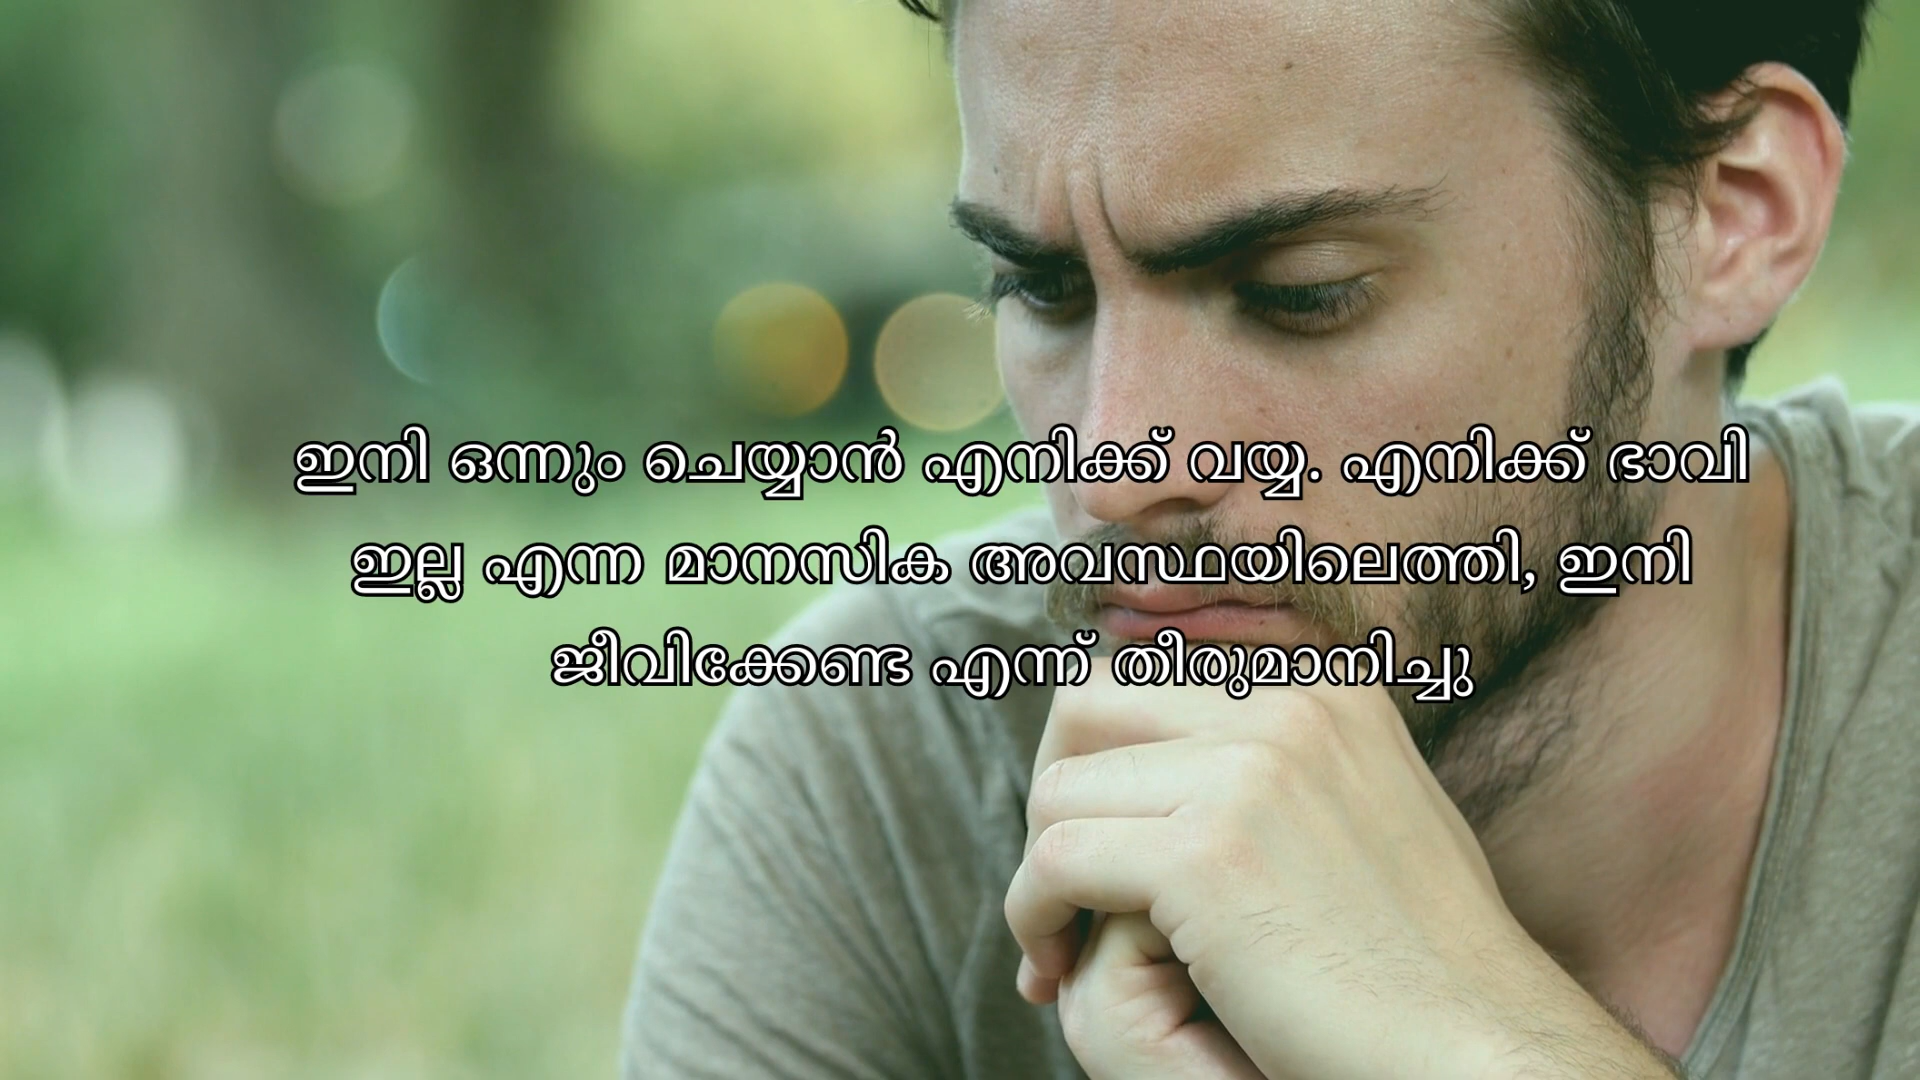 ഇനി ഒന്നും ചെയ്യാൻ എനിക്ക് വയ്യ. എനിക്ക് ഭാവി
ഇല്ല എന്ന മാനസിക അവസ്ഥയിലെത്തി, ഇനി
ജീവിക്കേണ്ട എന്ന് തീരുമാനിച്ചു